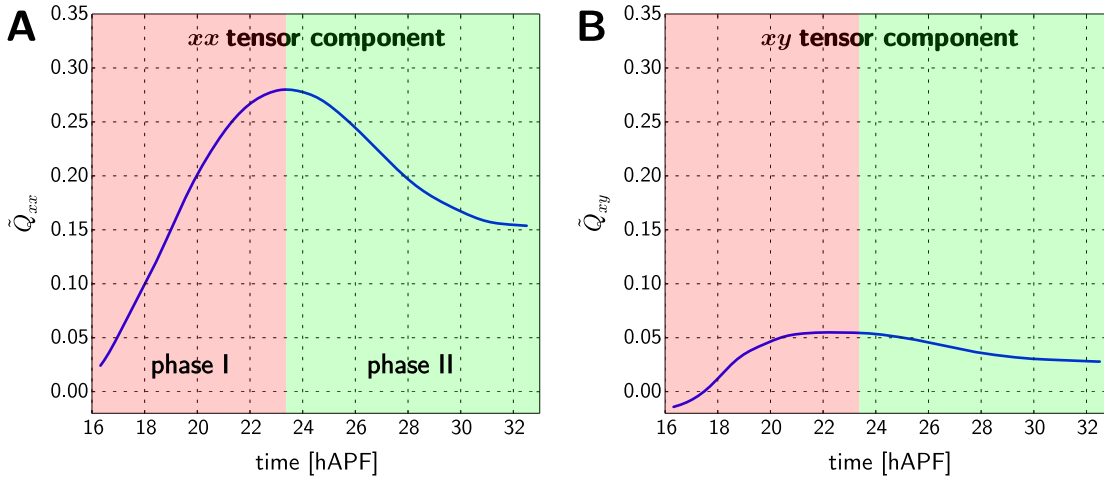 A
xx tensor component
0.35
0.30
0.25
0.20
0.15
0.10
0.05
0.00
Q̃xx
phase I
phase II
16 18 20 22 24 26 28 30 32
time [hAPF]
B
xy tensor component
0.35
0.30
0.25
0.20
0.15
0.10
0.05
0.00
Q̃xy
16 18 20 22 24 26 28 30 32
time [hAPF]